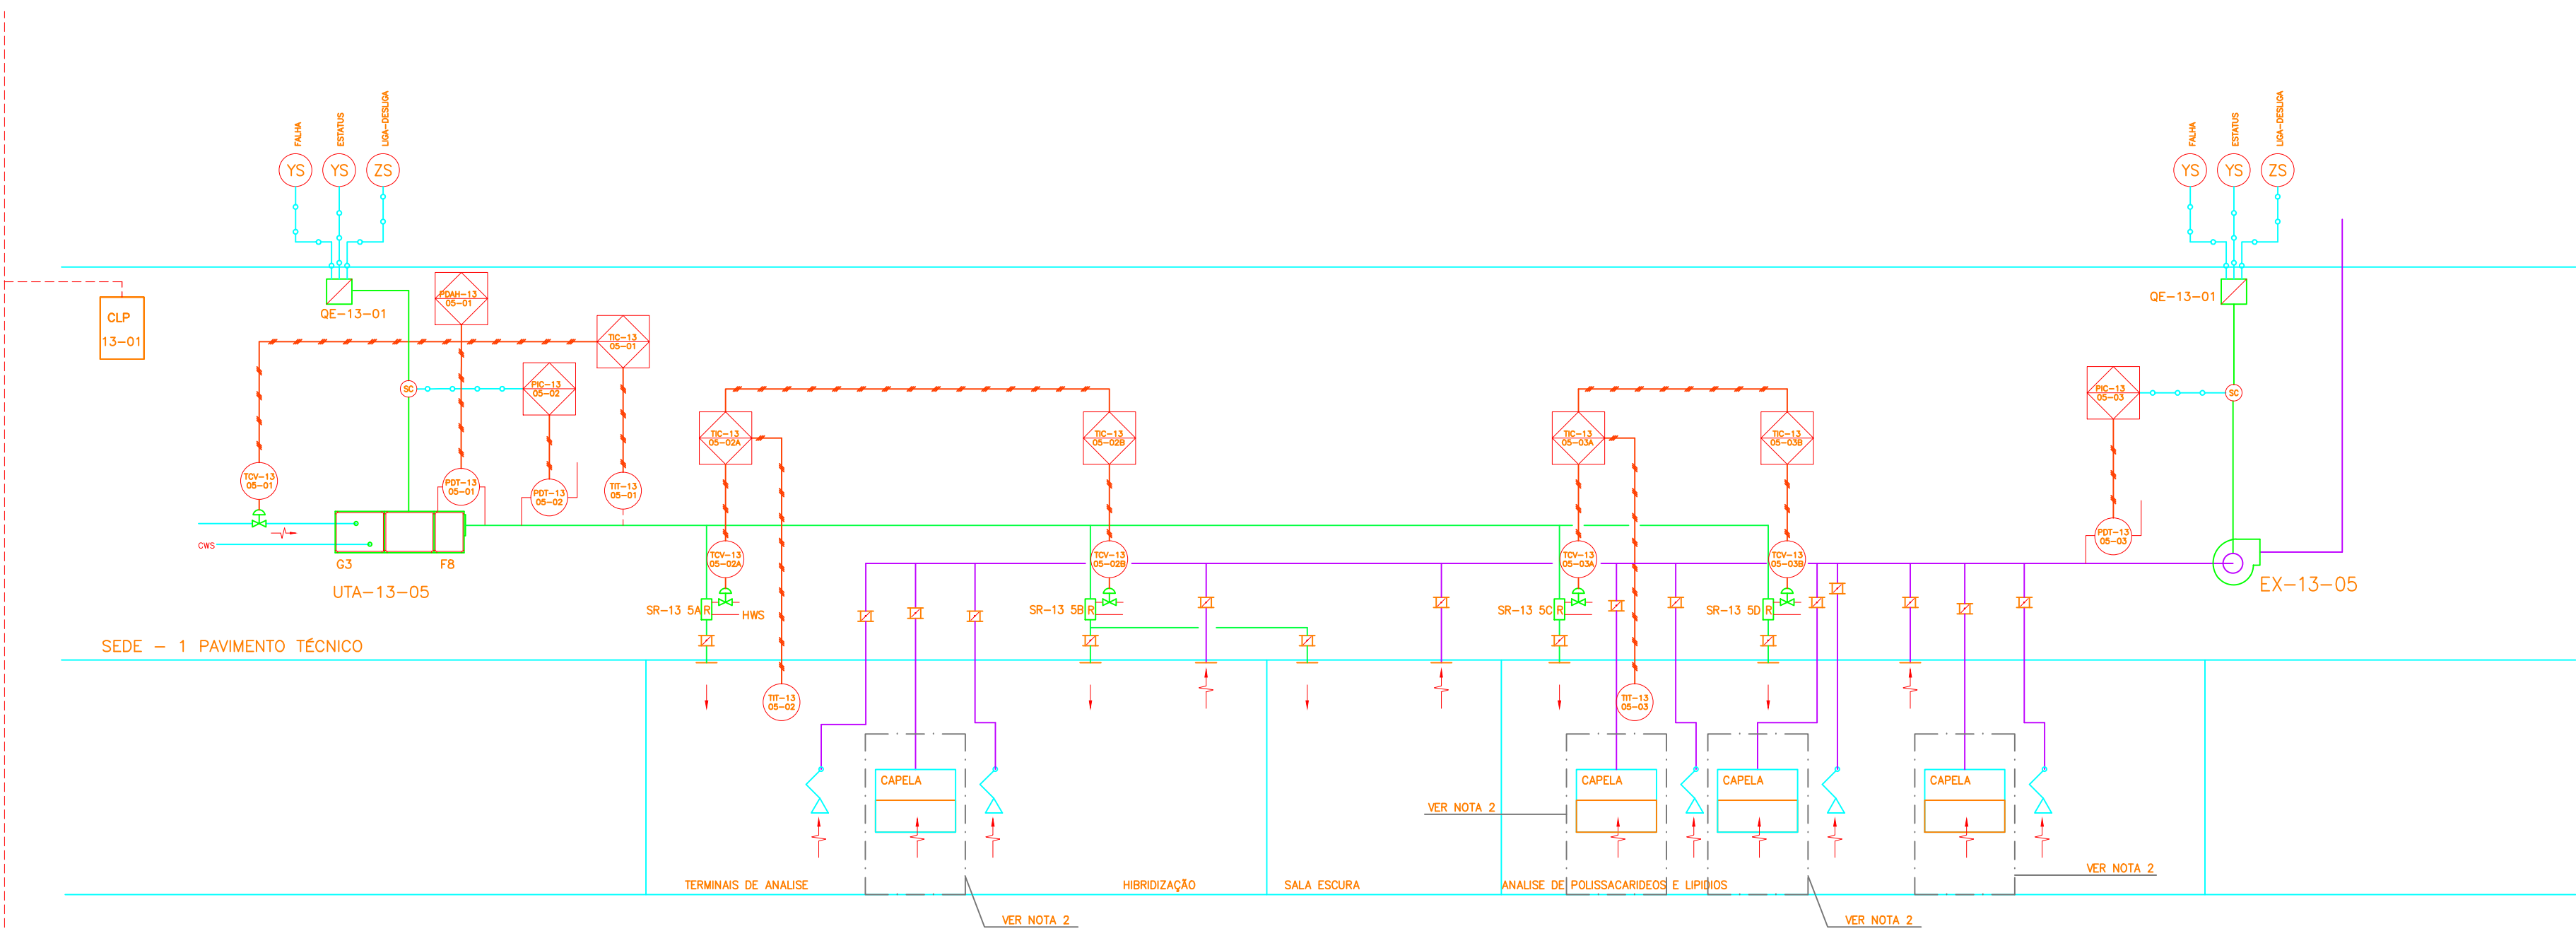 FALHA
ESTATUS
LIGA-DESLIGA
YS
YS
ZS
FALHA
ESTATUS
LIGA-DESLIGA
YS
YS
ZS
CLP
13-01
QE-13-01
PDAH-13
05-01
TIC-13
05-01
SC
PIC-13
05-02
QE-13-01
PIC-13
05-03
SC
TIC-13
05-02A
TIC-13
05-02B
TIC-13
05-03A
TIC-13
05-03B
TCV-13
05-01
PDT-13
05-01
PDT-13
05-02
TIT-13
05-01
CWS
G3
F8
UTA-13-05
TCV-13
05-02A
TCV-13
05-02B
TCV-13
05-03A
TCV-13
05-03B
PDT-13
05-03
EX-13-05
SR-13 5A
R
HWS
SR-13 5B
R
SR-13 5C
R
SR-13 5D
R
SEDE - 1 PAVIMENTO TÉCNICO
TIT-13
05-02
TIT-13
05-03
CAPELA
CAPELA
CAPELA
CAPELA
VER NOTA 2
VER NOTA 2
TERMINAIS DE ANALISE
HIBRIDIZAÇÃO
SALA ESCURA
ANALISE DE POLISSACARIDEOS E LIPIDIOS
VER NOTA 2
VER NOTA 2